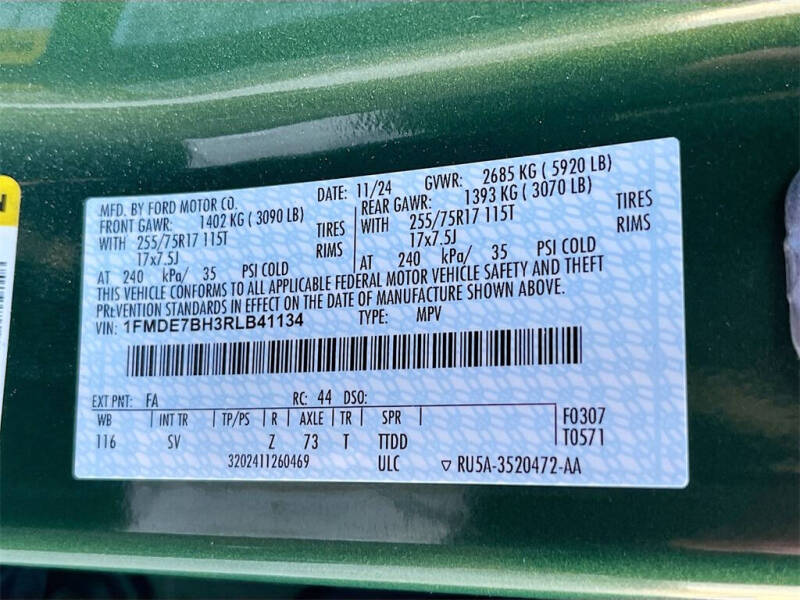 MFD. BY FORD MOTOR CO.
DATE: 11/24 GVWR: 2685 KG ( 5920 LB)
FRONT GAWR: 1402 KG ( 3090 LB)
REAR GAWR: 1393 KG ( 3070 LB)
WITH 255/75R17 115T TIRES
WITH 255/75R17 115T TIRES
17x7.5J RIMS
17x7.5J RIMS
AT 240 kPa/ 35 PSI COLD
AT 240 kPa/ 35 PSI COLD
THIS VEHICLE CONFORMS TO ALL APPLICABLE FEDERAL MOTOR VEHICLE SAFETY AND THEFT
PREVENTION STANDARDS IN EFFECT ON THE DATE OF MANUFACTURE SHOWN ABOVE.
VIN: 1FMDE7BH3RLB41134 TYPE: MPV
EXT PNT: FA RC: 44 DSO:
WB INT TR TP/PS R AXLE TR SPR F0307
116 SV Z 73 T TTDD T0571
3202411260469 ULC ▽ RU5A-3520472-AA